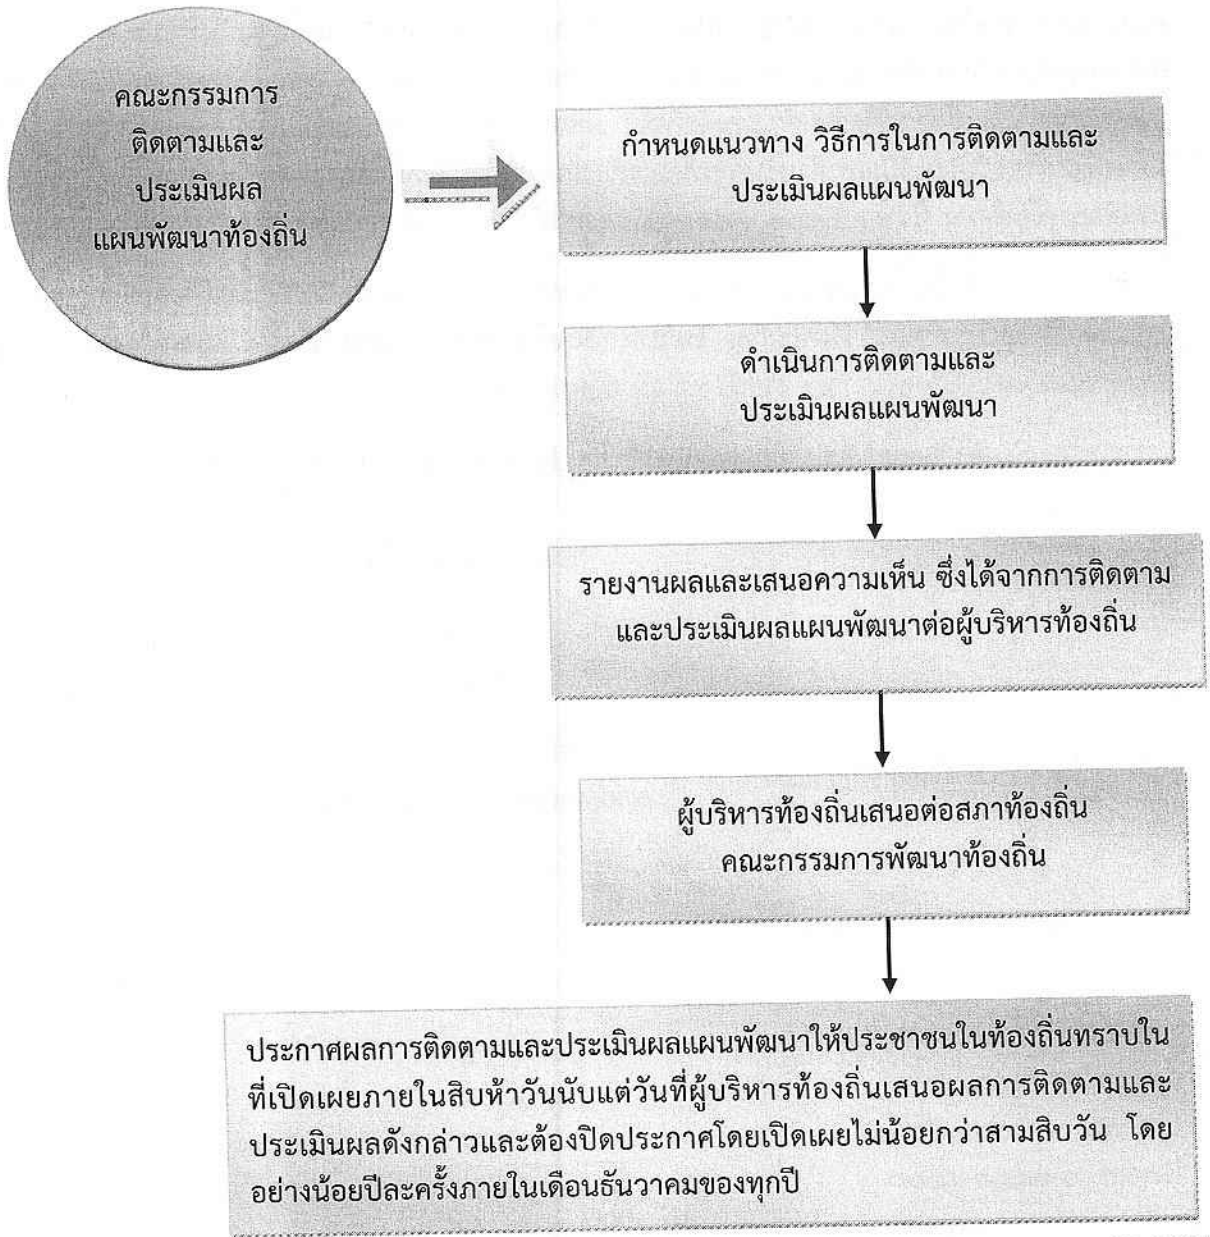 คณะกรรมการ
ติดตามและ
ประเมินผล
แผนพัฒนาท้องถิ่น
กำหนดแนวทาง วิธีการในการติดตามและ
ประเมินผลแผนพัฒนา
ดำเนินการติดตามและ
ประเมินผลแผนพัฒนา
รายงานผลและเสนอความเห็น ซึ่งได้จากการติดตาม
และประเมินผลแผนพัฒนาต่อผู้บริหารท้องถิ่น
ผู้บริหารท้องถิ่นเสนอต่อสภาท้องถิ่น
คณะกรรมการพัฒนาท้องถิ่น
ประกาศผลการติดตามและประเมินผลแผนพัฒนาให้ประชาชนในท้องถิ่นทราบใน
ที่เปิดเผยภายในสิบห้าวันนับแต่วันที่ผู้บริหารท้องถิ่นเสนอผลการติดตามและ
ประเมินผลดังกล่าวและต้องปิดประกาศโดยเปิดเผยไม่น้อยกว่าสามสิบวัน โดย
อย่างน้อยปีละครั้งภายในเดือนธันวาคมของทุกปี